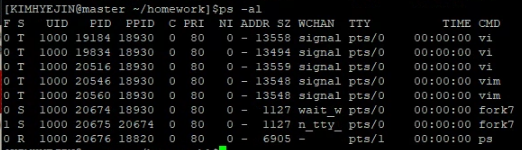 [KIMHYEJIN@master ~/homework]$ps -al
F S UID PID PPID C PRI NI ADDR SZ WCHAN TTY TIME CMD
0 T 1000 19184 18930 0 80 0 - 13558 signal pts/0 00:00:00 vi
0 T 1000 19834 18930 0 80 0 - 13494 signal pts/0 00:00:00 vi
0 T 1000 20516 18930 0 80 0 - 13559 signal pts/0 00:00:00 vi
0 T 1000 20546 18930 0 80 0 - 13548 signal pts/0 00:00:00 vim
0 T 1000 20560 18930 0 80 0 - 13548 signal pts/0 00:00:00 vim
0 S 1000 20674 18930 0 80 0 - 1127 wait_w pts/0 00:00:00 fork7
1 S 1000 20675 20674 0 80 0 - 1127 n_tty_ pts/0 00:00:00 fork7
0 R 1000 20676 18820 0 80 0 - 6905 - pts/1 00:00:00 ps